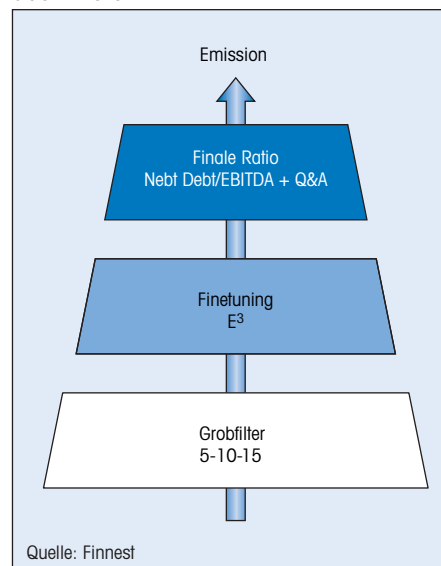 Emission
Finale Ratio
Nebt Debt/EBITDA + Q&A
Finetuning
E³
Grobfilter
5-10-15
Quelle: Finnest